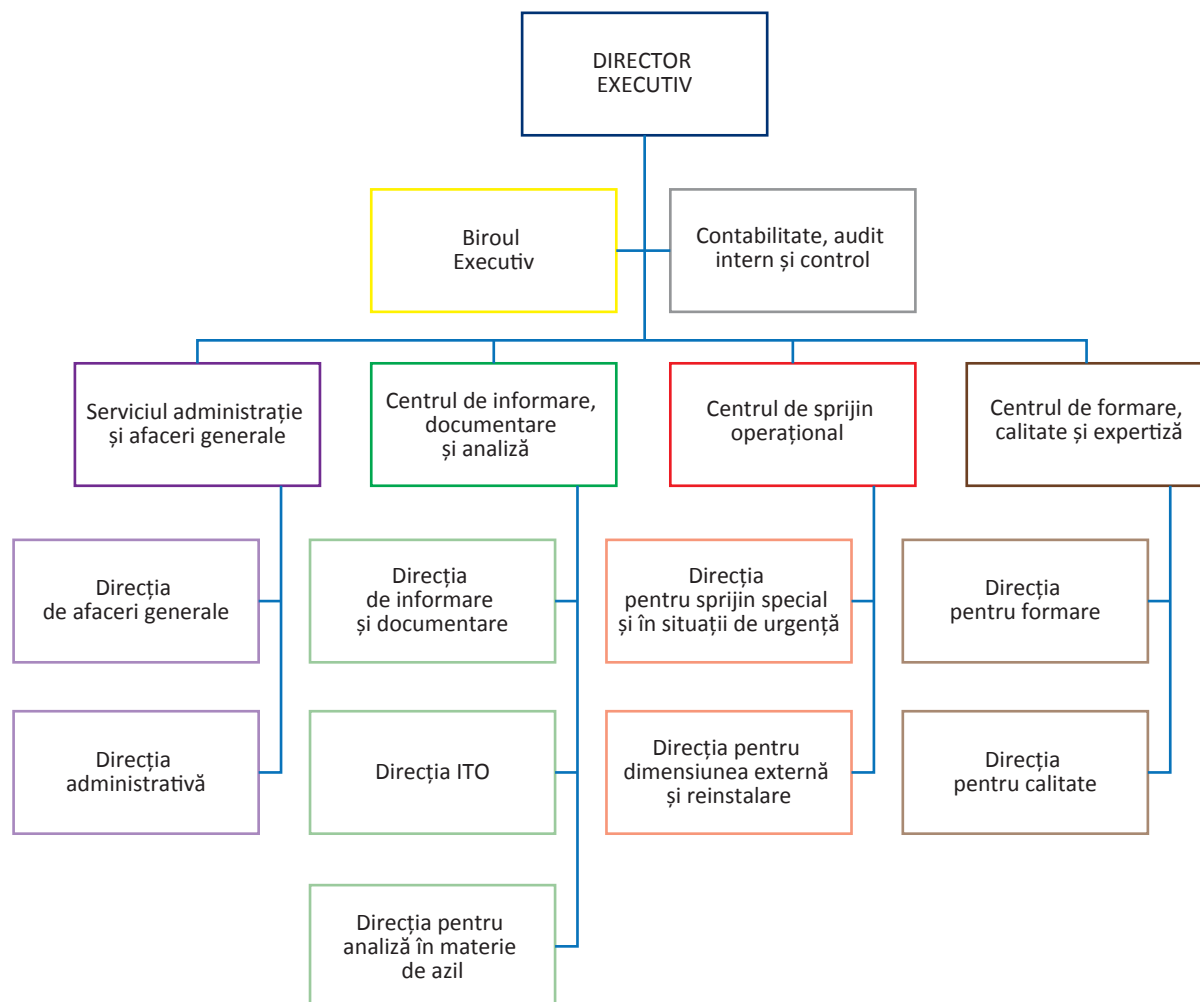 DIRECTOR
EXECUTIV
Biroul
Executiv
Contabilitate, audit
intern și control
Serviciul administrație
și afaceri generale
Centrul de informare,
documentare
și analiză
Centrul de sprijin
operațional
Centrul de formare,
calitate și expertiză
Direcția
de afaceri generale
Direcția
de informare
și documentare
Direcția
pentru sprijin special
și în situații de urgență
Direcția
pentru formare
Direcția
administrativă
Direcția ITO
Direcția pentru
dimensiunea externă
și reinstalare
Direcția
pentru calitate
Direcția pentru
analiză în materie
de azil